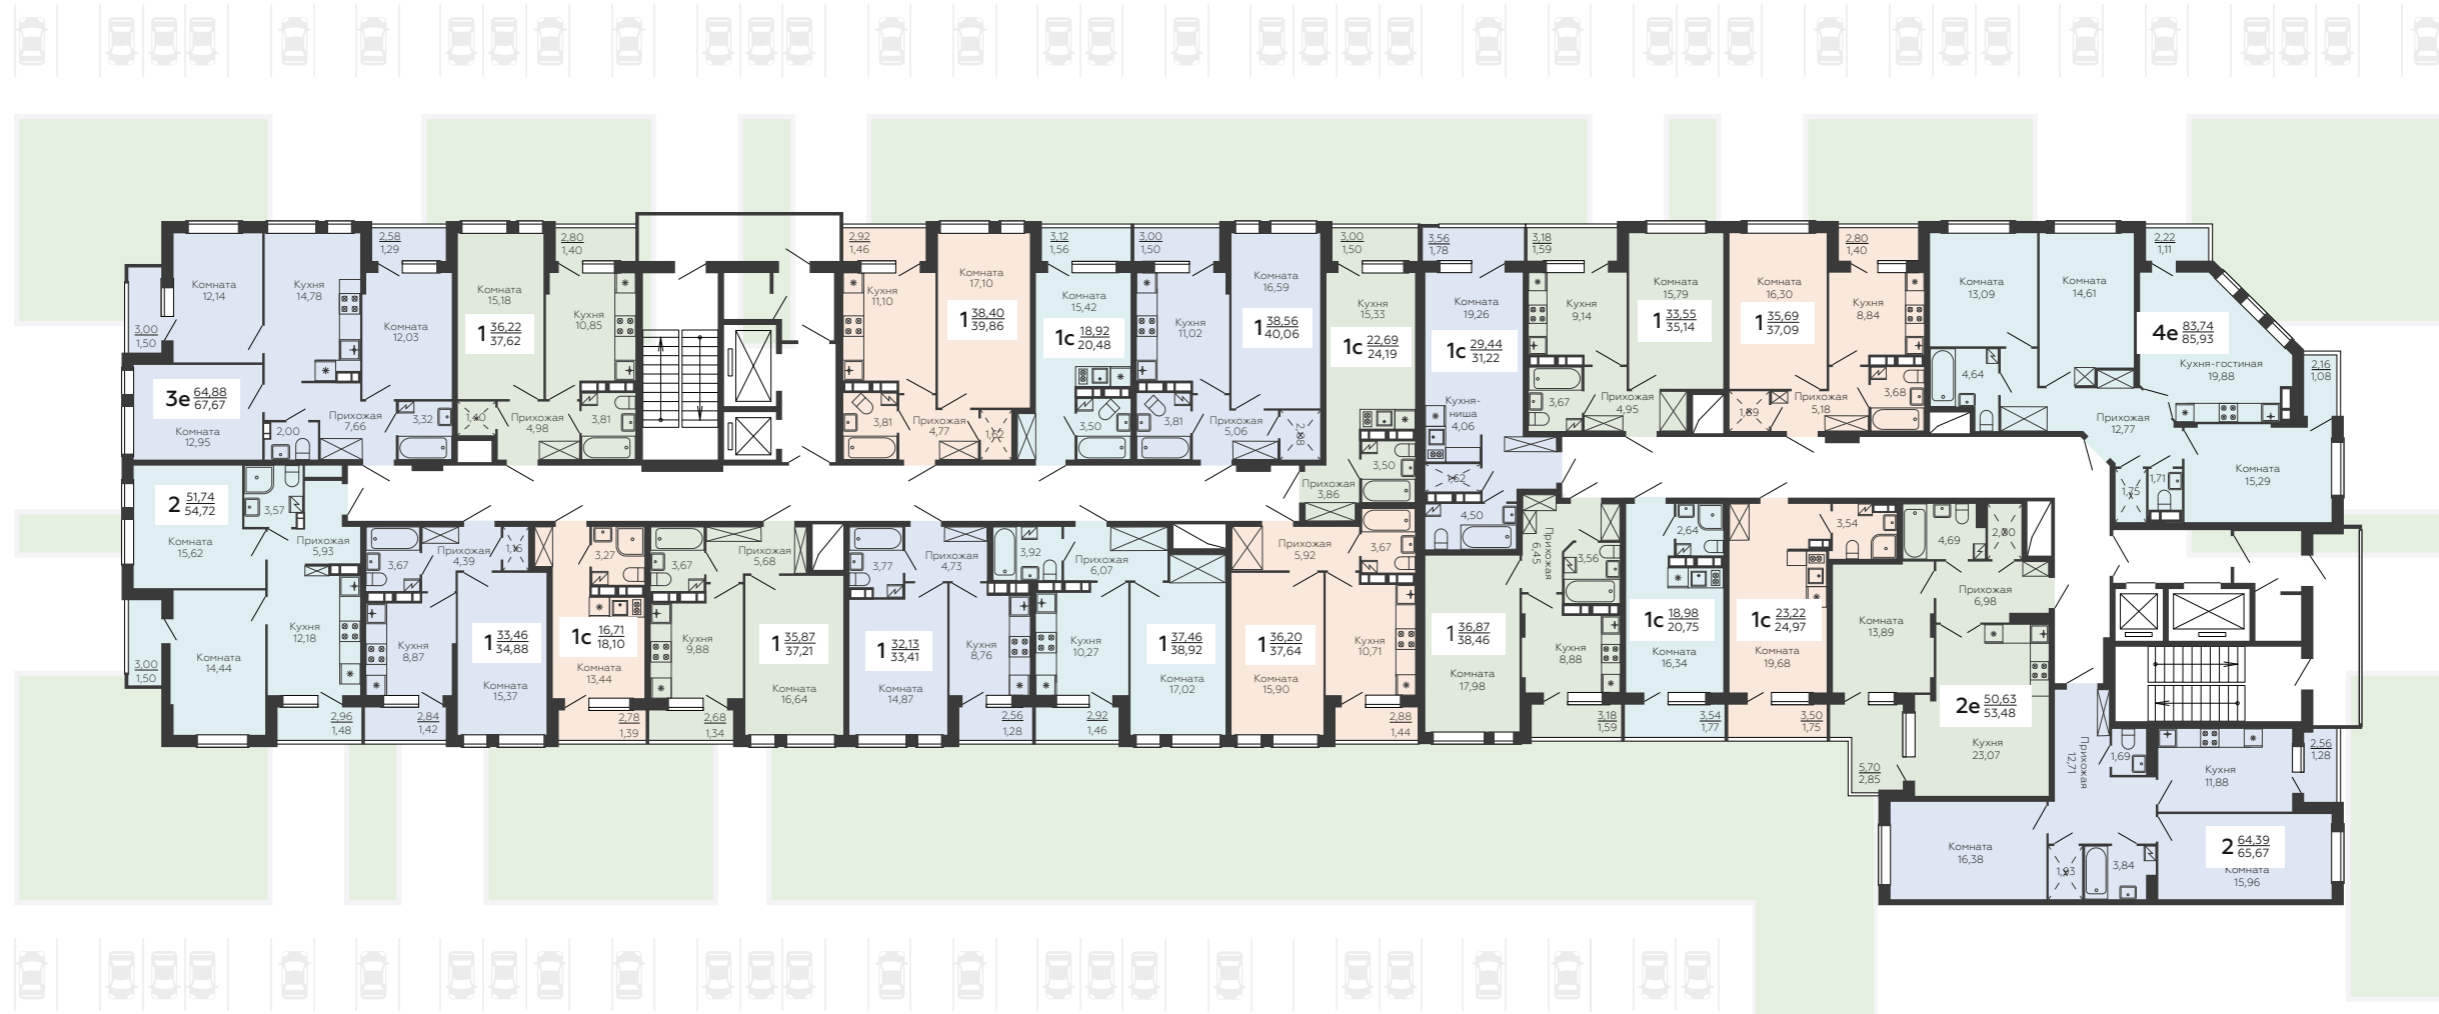 Комната
12,14
3,00
1,50
Кухня
14,78
2,58
1,29
Комната
12,03
3е 64,88
67,67
Комната
12,95
2,00
Прихожая
7,66
3,32
Комната
15,18
2,80
1,40
Кухня
10,85
1 36,22
37,62
1,40
Прихожая
4,98
3,81
2,92
1,46
Кухня
11,10
Комната
17,10
1 38,40
39,86
3,81
Прихожая
4,77
1,62
3,12
1,56
Комната
15,42
1с 18,92
20,48
3,50
3,00
1,50
Кухня
11,02
Комната
16,59
1 38,56
40,06
3,81
Прихожая
5,06
2,08
3,00
1,50
Кухня
15,33
1с 22,69
24,19
3,50
Прихожая
3,86
3,56
1,78
Комната
19,26
1с 29,44
31,22
Кухня-
ниша
4,06
1,62
4,50
3,18
1,59
Кухня
9,14
Комната
15,79
1 33,55
35,14
3,67
Прихожая
4,95
Комната
16,30
2,80
1,40
Кухня
8,84
1 35,69
37,09
1,69
Прихожая
5,18
3,68
Комната
13,09
Комната
14,61
2,22
1,11
4е 83,74
85,93
Кухня-гостиная
19,88
2,16
1,08
4,64
Прихожая
12,77
1,75
1,71
Комната
15,29
2 51,74
54,72
3,57
Комната
15,62
Прихожая
5,93
Кухня
12,18
Комната
14,44
3,00
1,50
2,96
1,48
3,67
Прихожая
4,39
1,16
Кухня
8,87
1 33,46
34,88
Комната
15,37
2,84
1,42
3,27
1с 16,71
18,10
Комната
13,44
2,78
1,39
3,67
Прихожая
5,68
Кухня
9,88
1 35,87
37,21
Комната
16,64
2,68
1,34
3,77
Прихожая
4,73
1 32,13
33,41
Кухня
8,76
Комната
14,87
2,56
1,28
3,92
Прихожая
6,07
Кухня
10,27
1 37,46
38,92
Комната
17,02
2,92
1,46
Прихожая
5,92
3,67
1 36,20
37,64
Кухня
10,71
Комната
15,90
2,88
1,44
Прихожая
6,45
3,56
1 36,87
38,46
Кухня
8,88
Комната
17,98
3,18
1,59
2,64
1с 18,98
20,75
Комната
16,34
3,54
1,77
3,54
1с 23,22
24,97
Комната
19,68
3,50
1,75
4,69
Прихожая
6,98
Комната
13,89
2е 50,63
53,48
Кухня
23,07
5,70
2,85
Прихожая
12,71
1,69
Кухня
11,88
2,56
1,28
Комната
16,38
1,93
3,84
2 64,39
65,67
Комната
15,96